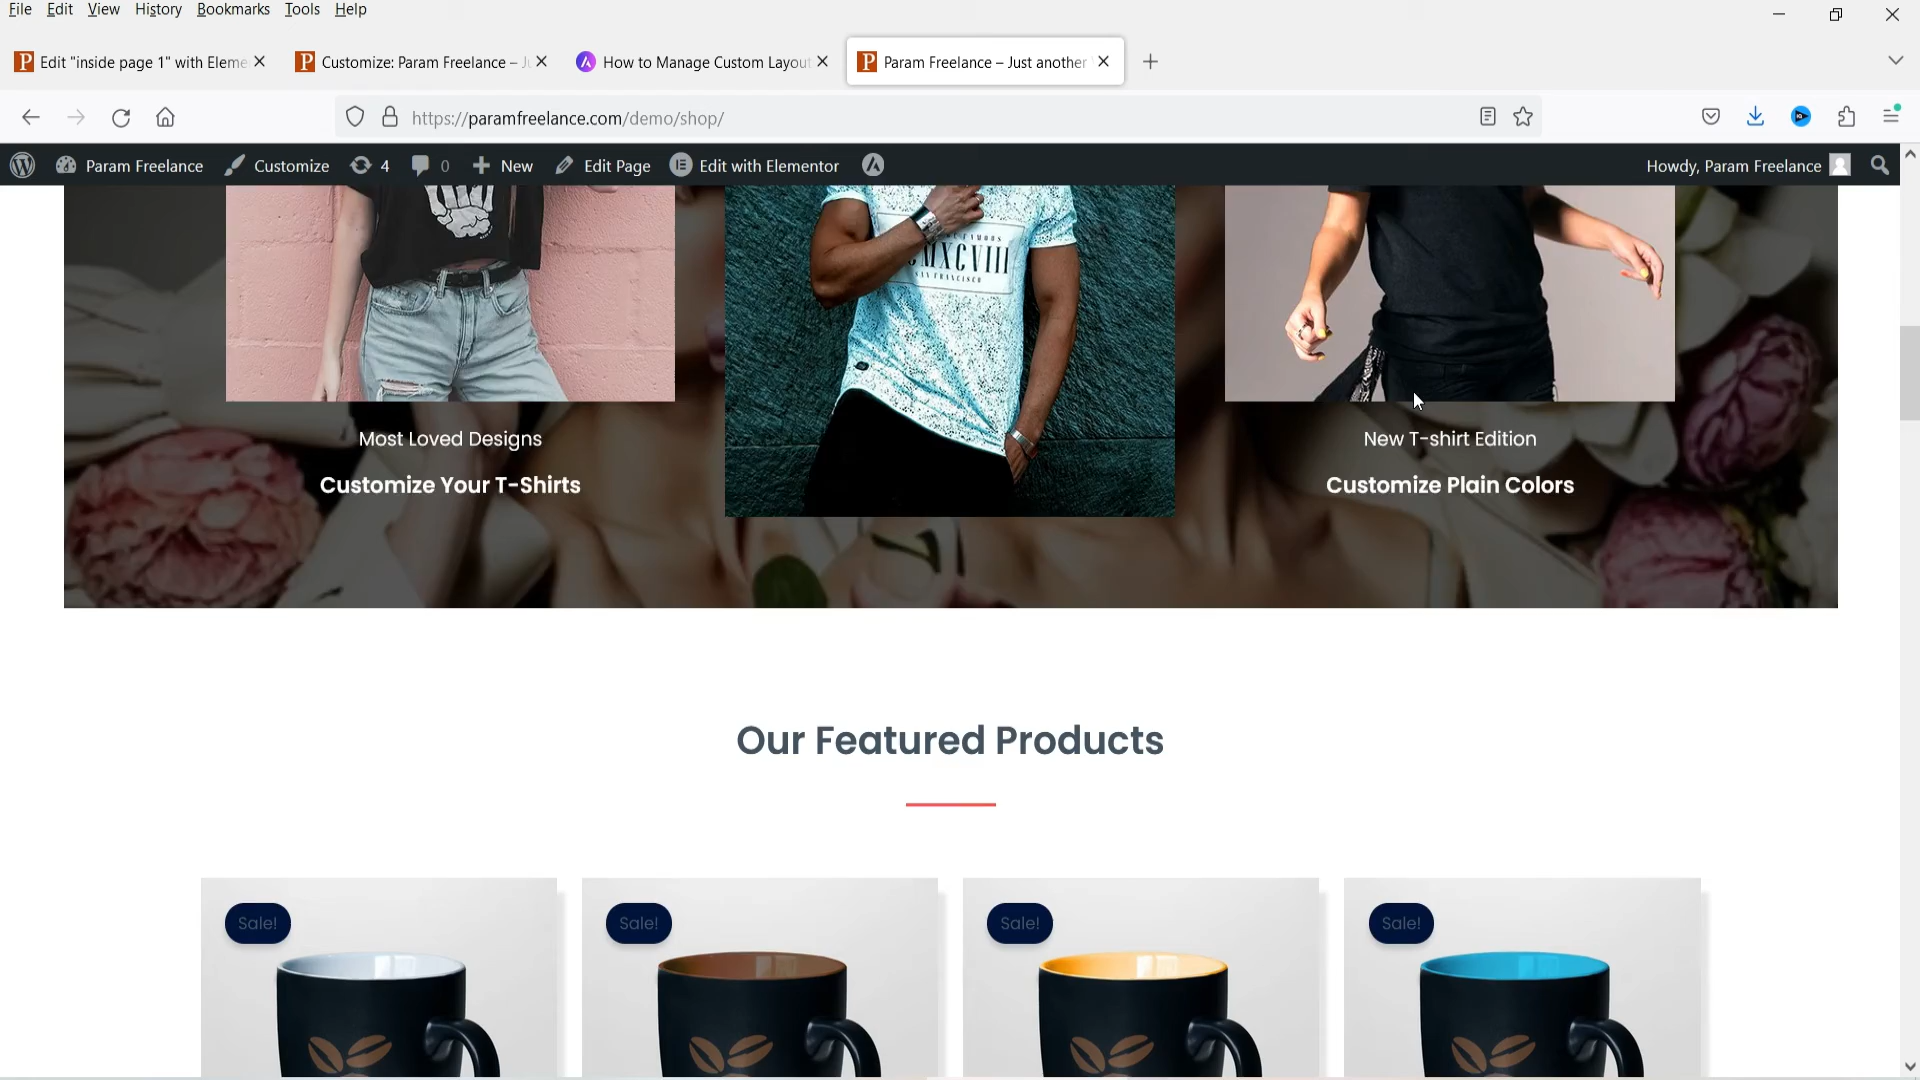 File Edit View History Bookmarks Tools Help
Edit "inside page 1" with Eleme
Customize: Param Freelance – Ju
How to Manage Custom Layout
Param Freelance – Just another
https://paramfreelance.com/demo/shop/
Param Freelance Customize 4 0 New Edit Page Edit with Elementor Howdy, Param Freelance
MXCVIII
SAN FRANCISCO
Most Loved Designs
Customize Your T-Shirts
New T-shirt Edition
Customize Plain Colors
Our Featured Products
Sale! Sale! Sale! Sale!